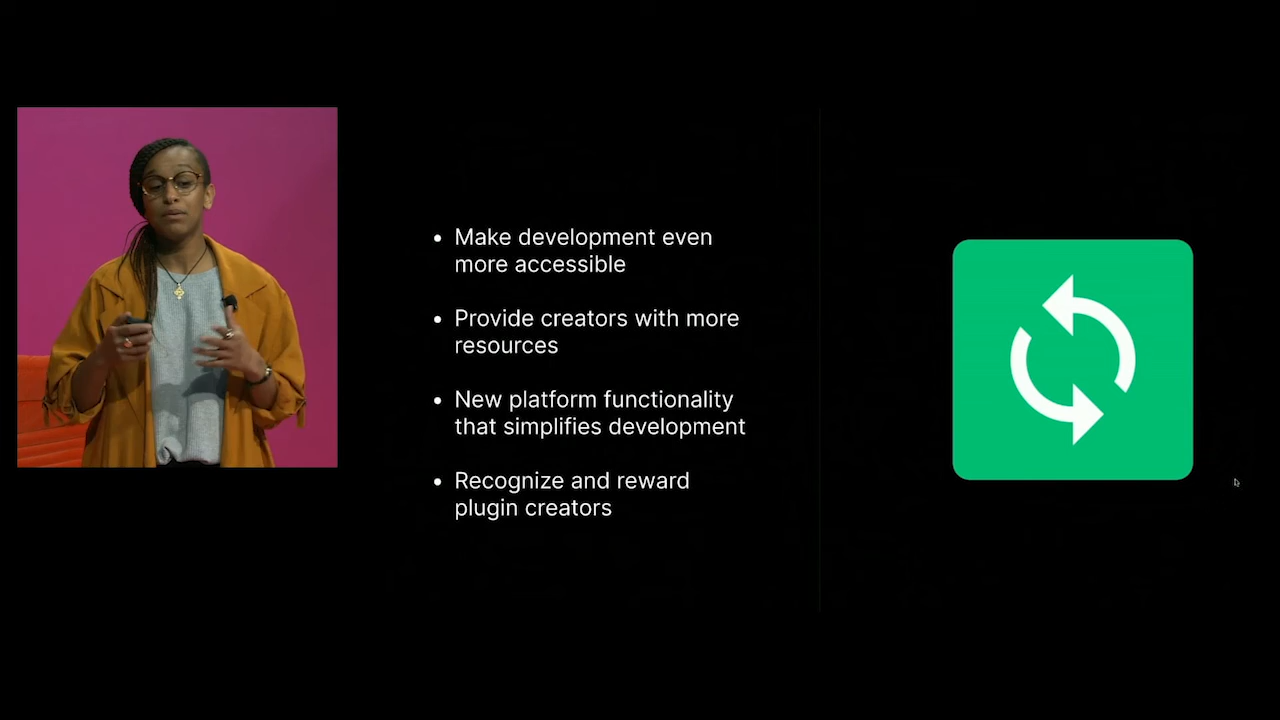 • Make development even
more accessible
• Provide creators with more
resources
• New platform functionality
that simplifies development
• Recognize and reward
plugin creators